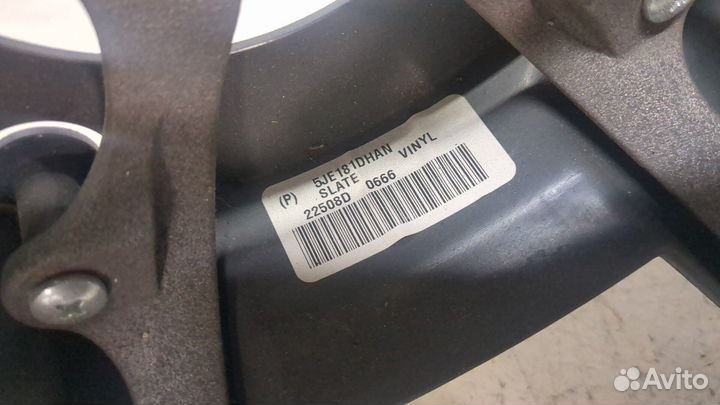 (P) 5JE181DHAN
SLATE VINYL
22508D 0666
Avito